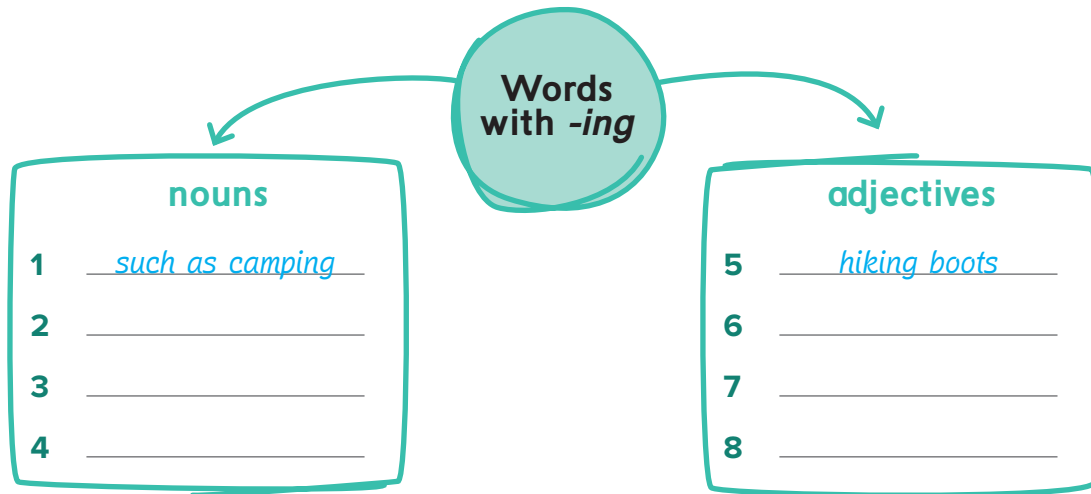 Words
with -ing
nouns
1 such as camping
2
3
4
adjectives
5 hiking boots
6
7
8